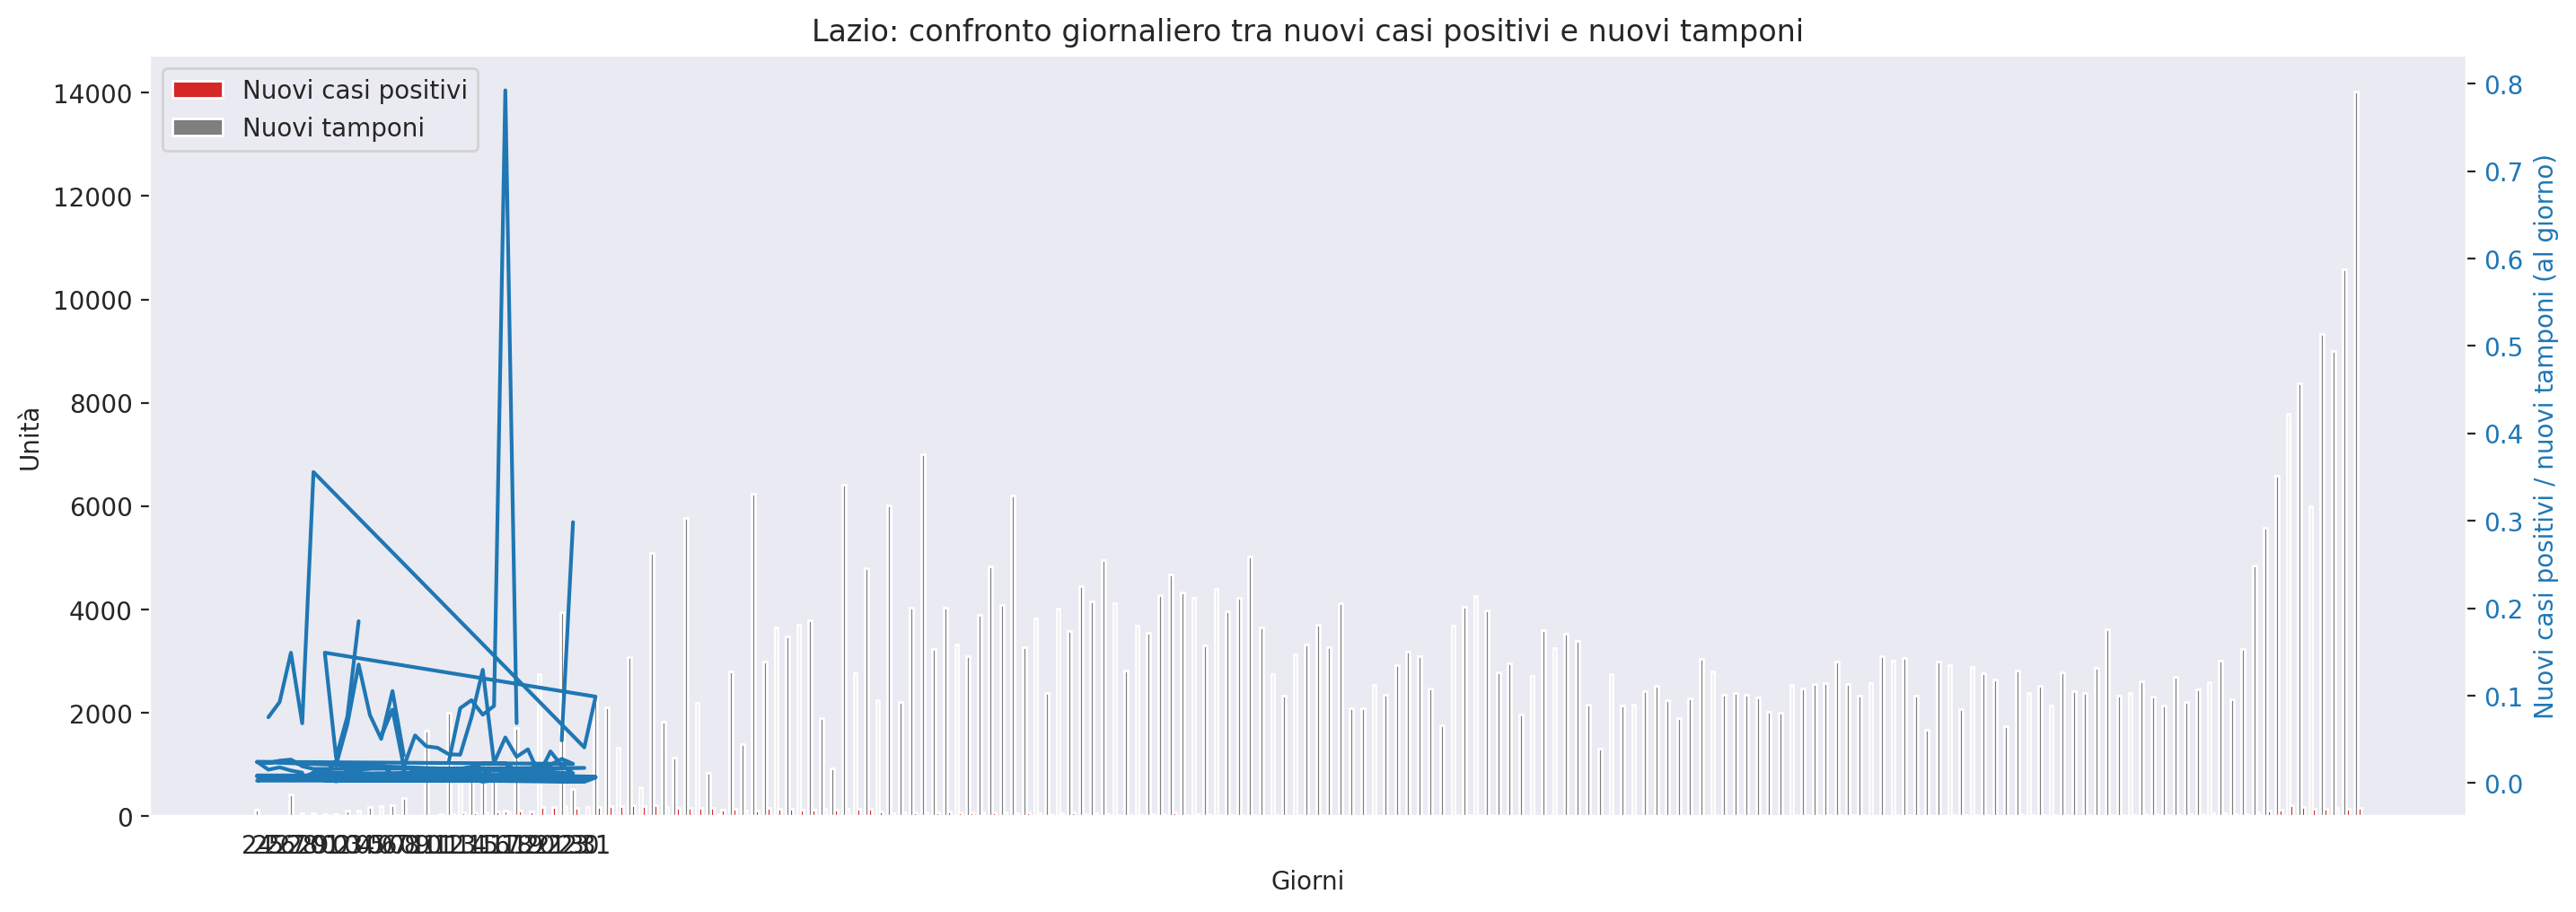 Lazio: confronto giornaliero tra nuovi casi positivi e nuovi tamponi
Nuovi casi positivi
Nuovi tamponi
14000
12000
10000
8000
6000
4000
2000
0
Unità
0.8
0.7
0.6
0.5
0.4
0.3
0.2
0.1
0.0
Nuovi casi positivi / nuovi tamponi (al giorno)
Giorni